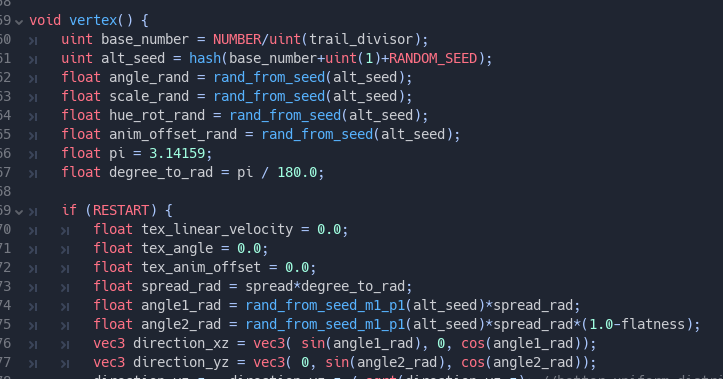 59 void vertex() {
60 uint base_number = NUMBER/uint(trail_divisor);
61 uint alt_seed = hash(base_number+uint(1)+RANDOM_SEED);
62 float angle_rand = rand_from_seed(alt_seed);
63 float scale_rand = rand_from_seed(alt_seed);
64 float hue_rot_rand = rand_from_seed(alt_seed);
65 float anim_offset_rand = rand_from_seed(alt_seed);
66 float pi = 3.14159;
67 float degree_to_rad = pi / 180.0;
68
69 if (RESTART) {
70 float tex_linear_velocity = 0.0;
71 float tex_angle = 0.0;
72 float tex_anim_offset = 0.0;
73 float spread_rad = spread*degree_to_rad;
74 float angle1_rad = rand_from_seed_m1_p1(alt_seed)*spread_rad;
75 float angle2_rad = rand_from_seed_m1_p1(alt_seed)*spread_rad*(1.0-flatness);
76 vec3 direction_xz = vec3( sin(angle1_rad), 0, cos(angle1_rad));
77 vec3 direction_yz = vec3( 0, sin(angle2_rad), cos(angle2_rad));